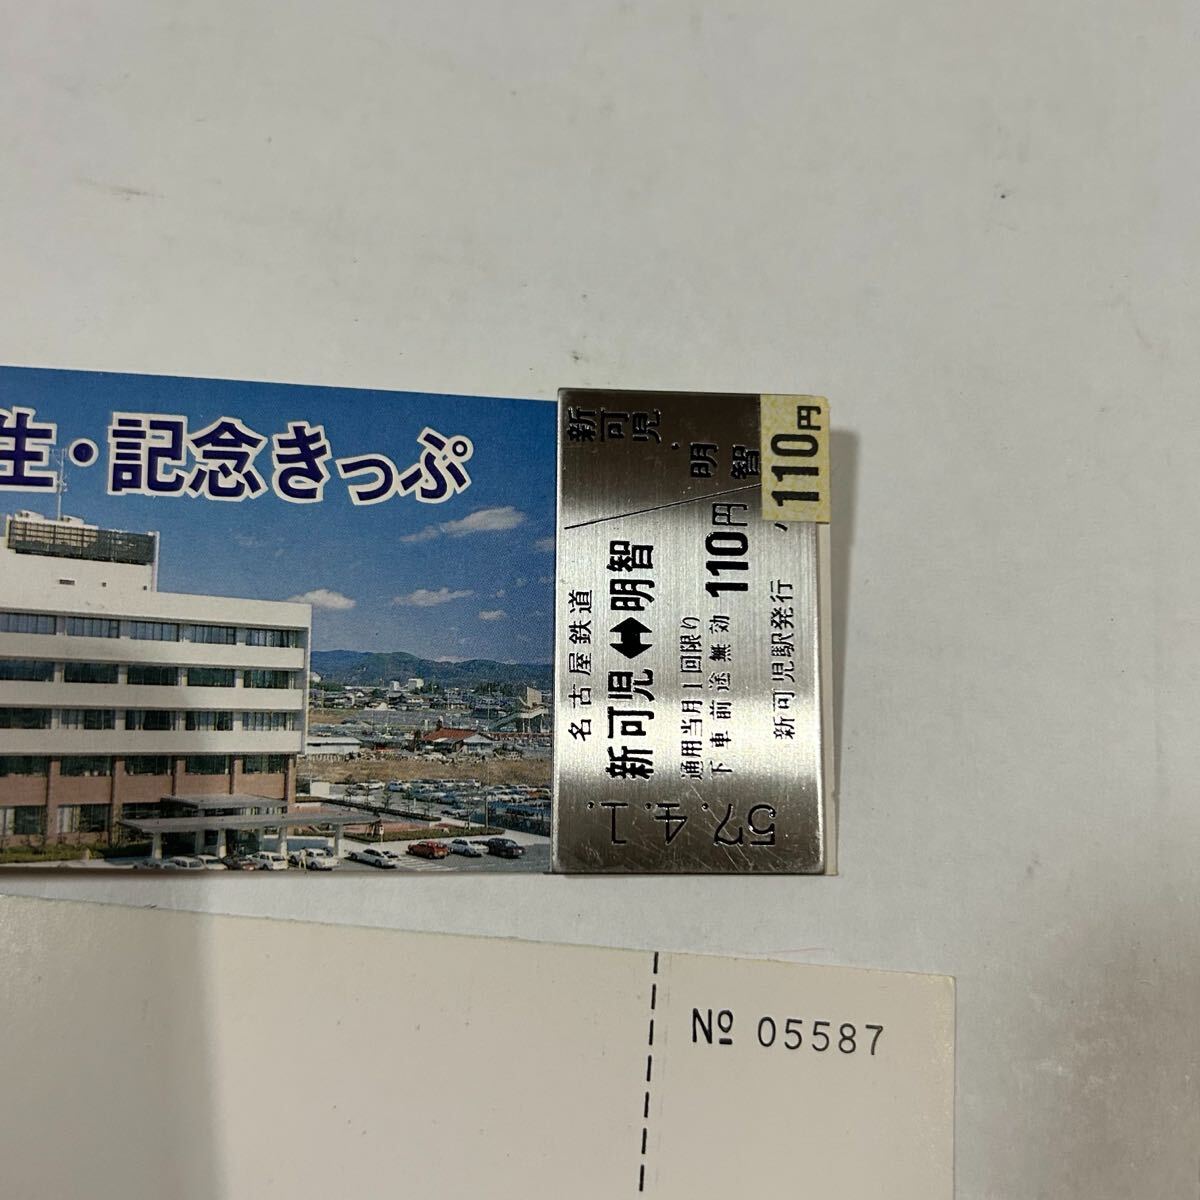 生・記念きっぷ
新可児
明智
110円
名古屋鉄道
新可児↔明智
通用当月1回限り
下車前途無効 110円
新可児駅発行
57.4.1.
№ 05587